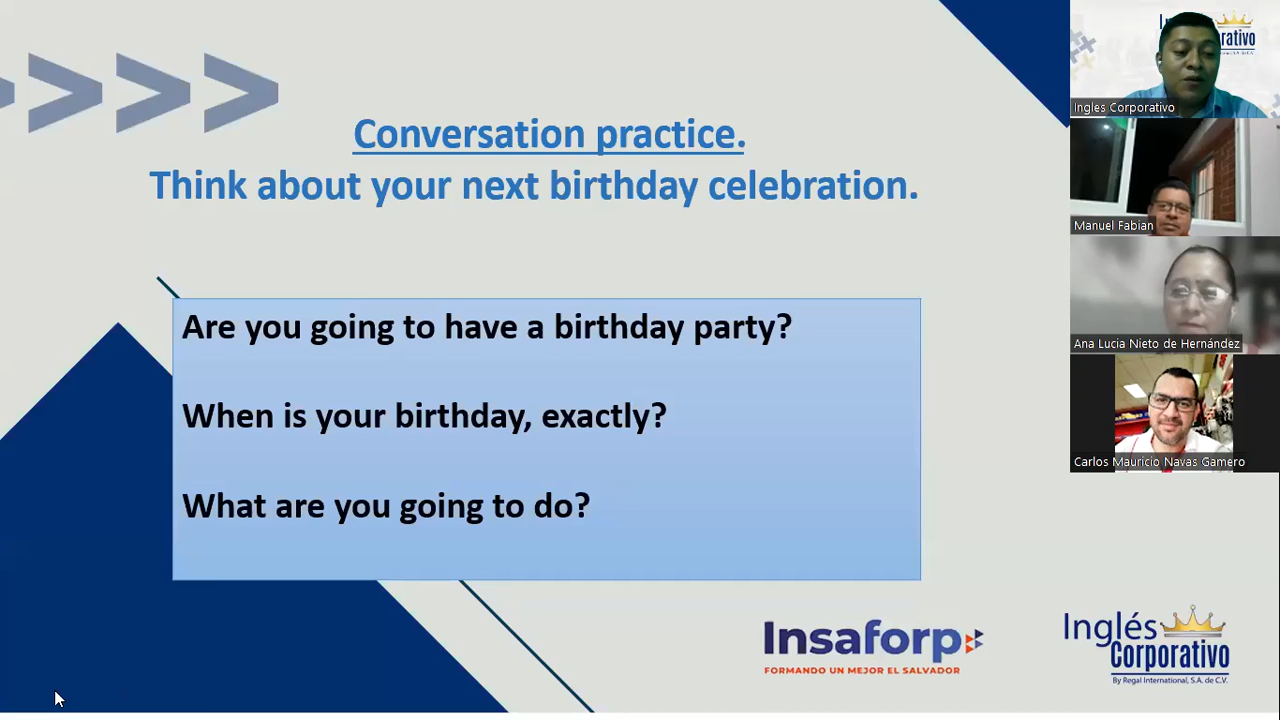 Conversation practice.
Think about your next birthday celebration.
Are you going to have a birthday party?
When is your birthday, exactly?
What are you going to do?
Insaforp
FORMANDO UN MEJOR EL SALVADOR
Inglés
Corporativo
By Regal International, S.A. de C.V.
Ingles Corporativo
Manuel Fabian
Ana Lucia Nieto de Hernández
Carlos Mauricio Navas Gamero